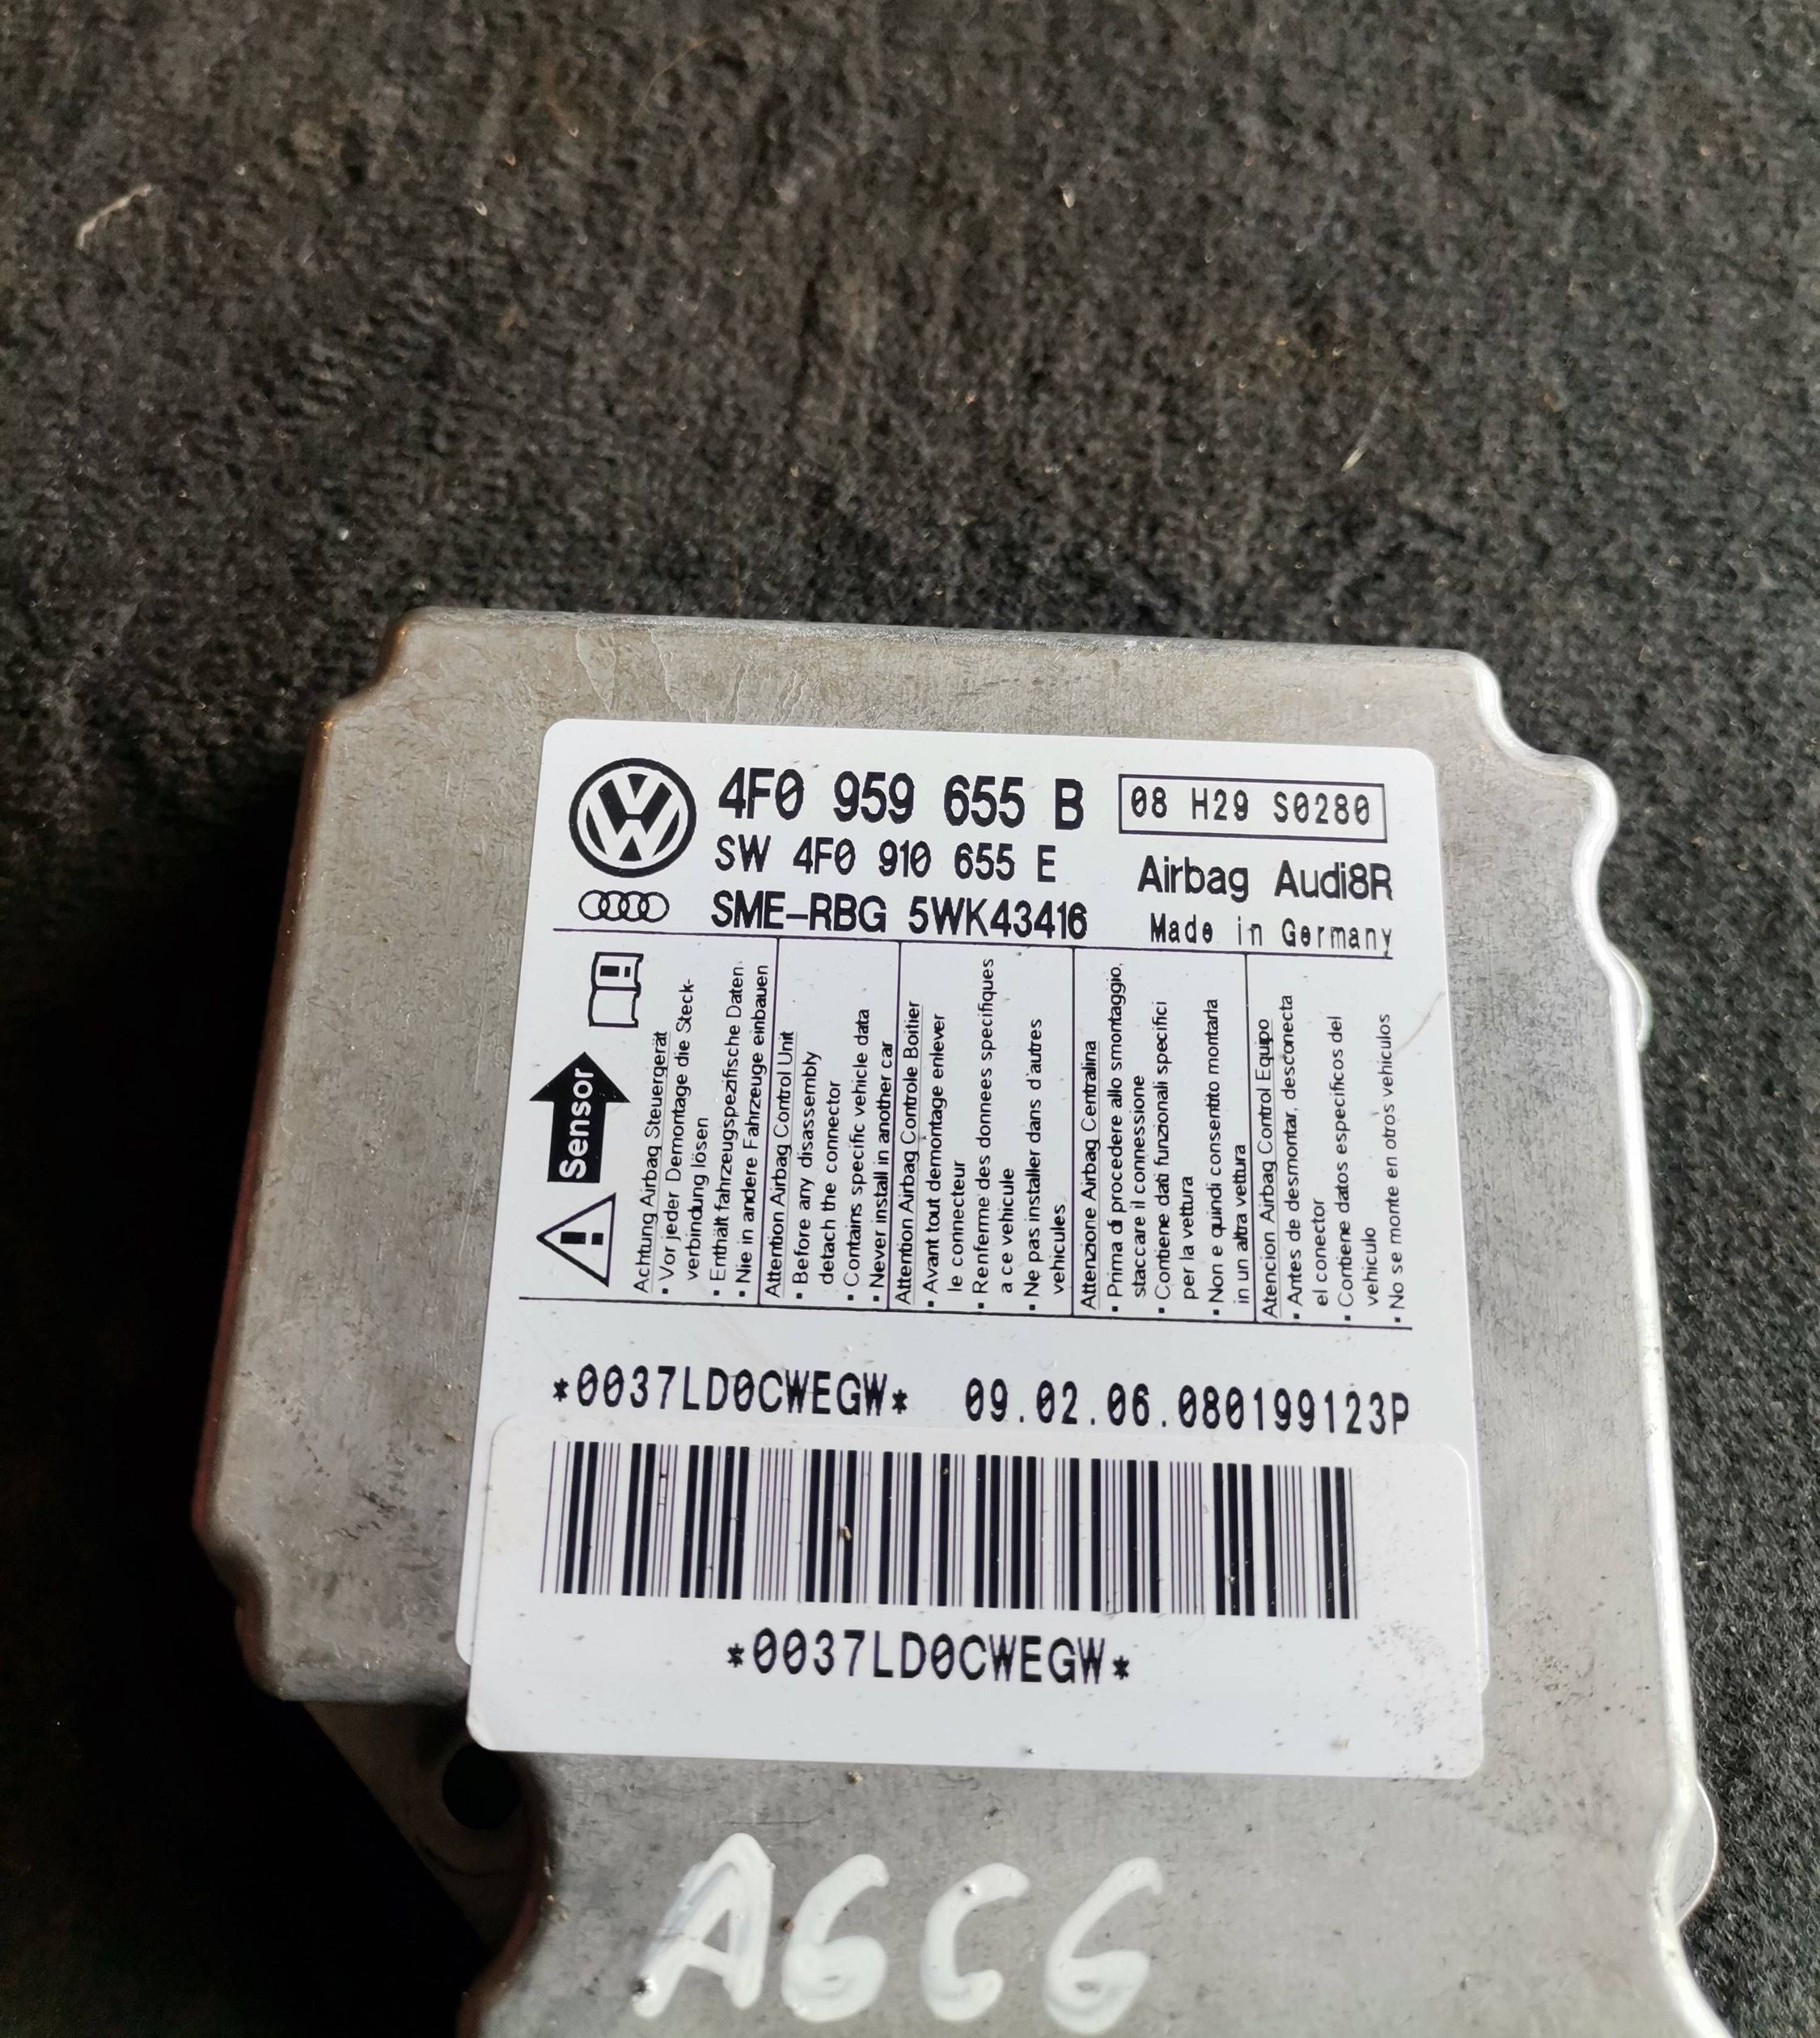 4F0 959 655 B
08 H29 S0280
SW 4F0 910 655 E
Airbag Audi8R
SME-RBG 5WK43416
Made in Germany
Sensor
Achtung Airbag Steuergerät
▪ Vor jeder Demontage die Steck-
verbindung lösen
▪ Enthält fahrzeugspezifische Daten
▪ Nie in andere Fahrzeuge einbauen
Attention Airbag Control Unit
▪ Before any disassembly
detach the connector
▪ Contains specific vehicle data
▪ Never install in another car
Attention Airbag Controle Boitier
▪ Avant tout demontage enlever
le connecteur
▪ Renferme des donnees specifiques
a ce vehicule
▪ Ne pas installer dans d'autres
vehicules
Attenzione Airbag Centralina
▪ Prima di procedere allo smontaggio,
staccare il connessione
▪ Contiene dati funzionali specifici
per la vettura
▪ Non e quindi consentito montarla
in un altra vettura
Atencion Airbag Control Equipo
▪ Antes de desmontar, desconecta
el conector
▪ Contiene datos especificos del
vehiculo
▪ No se monte en otros vehiculos
*0037LD0CWEGW* 09.02.06.080199123P
*0037LD0CWEGW*
A6C6